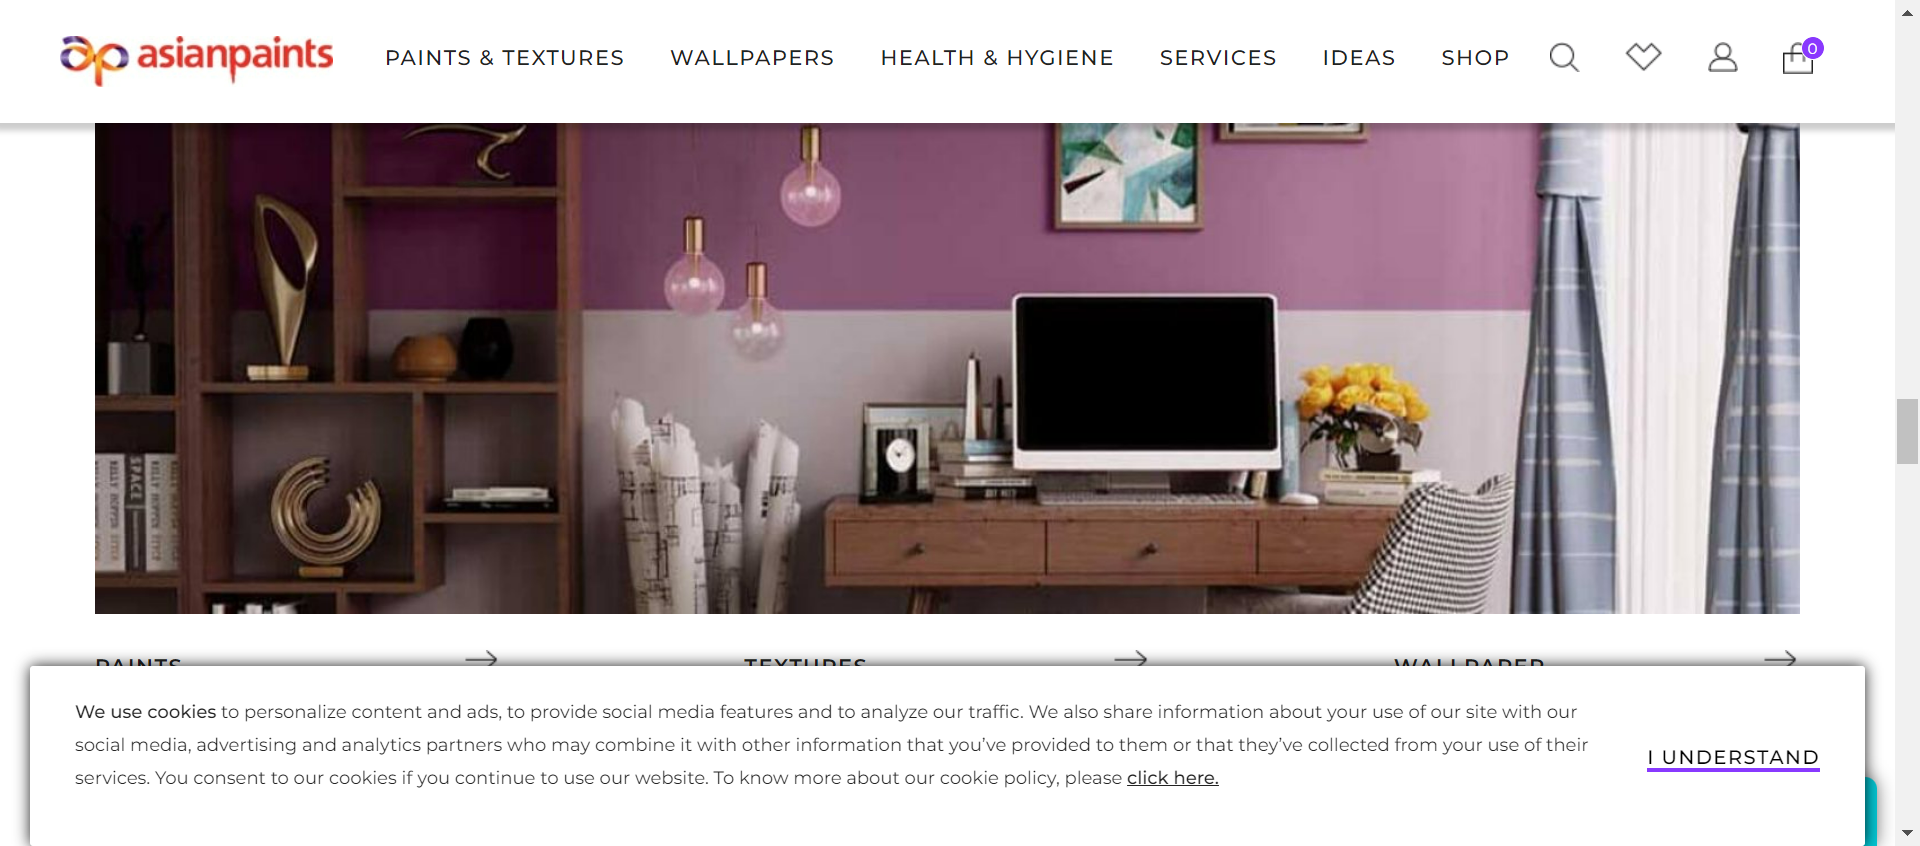 asianpaints
PAINTS & TEXTURES
WALLPAPERS
HEALTH & HYGIENE
SERVICES
IDEAS
SHOP
0
SPACE
PAINTS
TEXTURES
WALLPAPER
We use cookies to personalize content and ads, to provide social media features and to analyze our traffic. We also share information about your use of our site with our
social media, advertising and analytics partners who may combine it with other information that you’ve provided to them or that they’ve collected from your use of their
services. You consent to our cookies if you continue to use our website. To know more about our cookie policy, please click here.
I UNDERSTAND